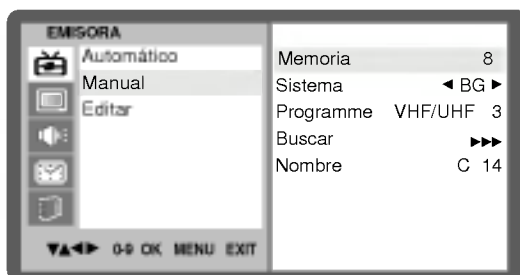 EMISORA
Automático
Manual
Editar
▼▲◄► 0-9 OK MENU EXIT
Memoria 8
Sistema ◄ BG ►
Programme VHF/UHF 3
Buscar ►►►
Nombre C 14